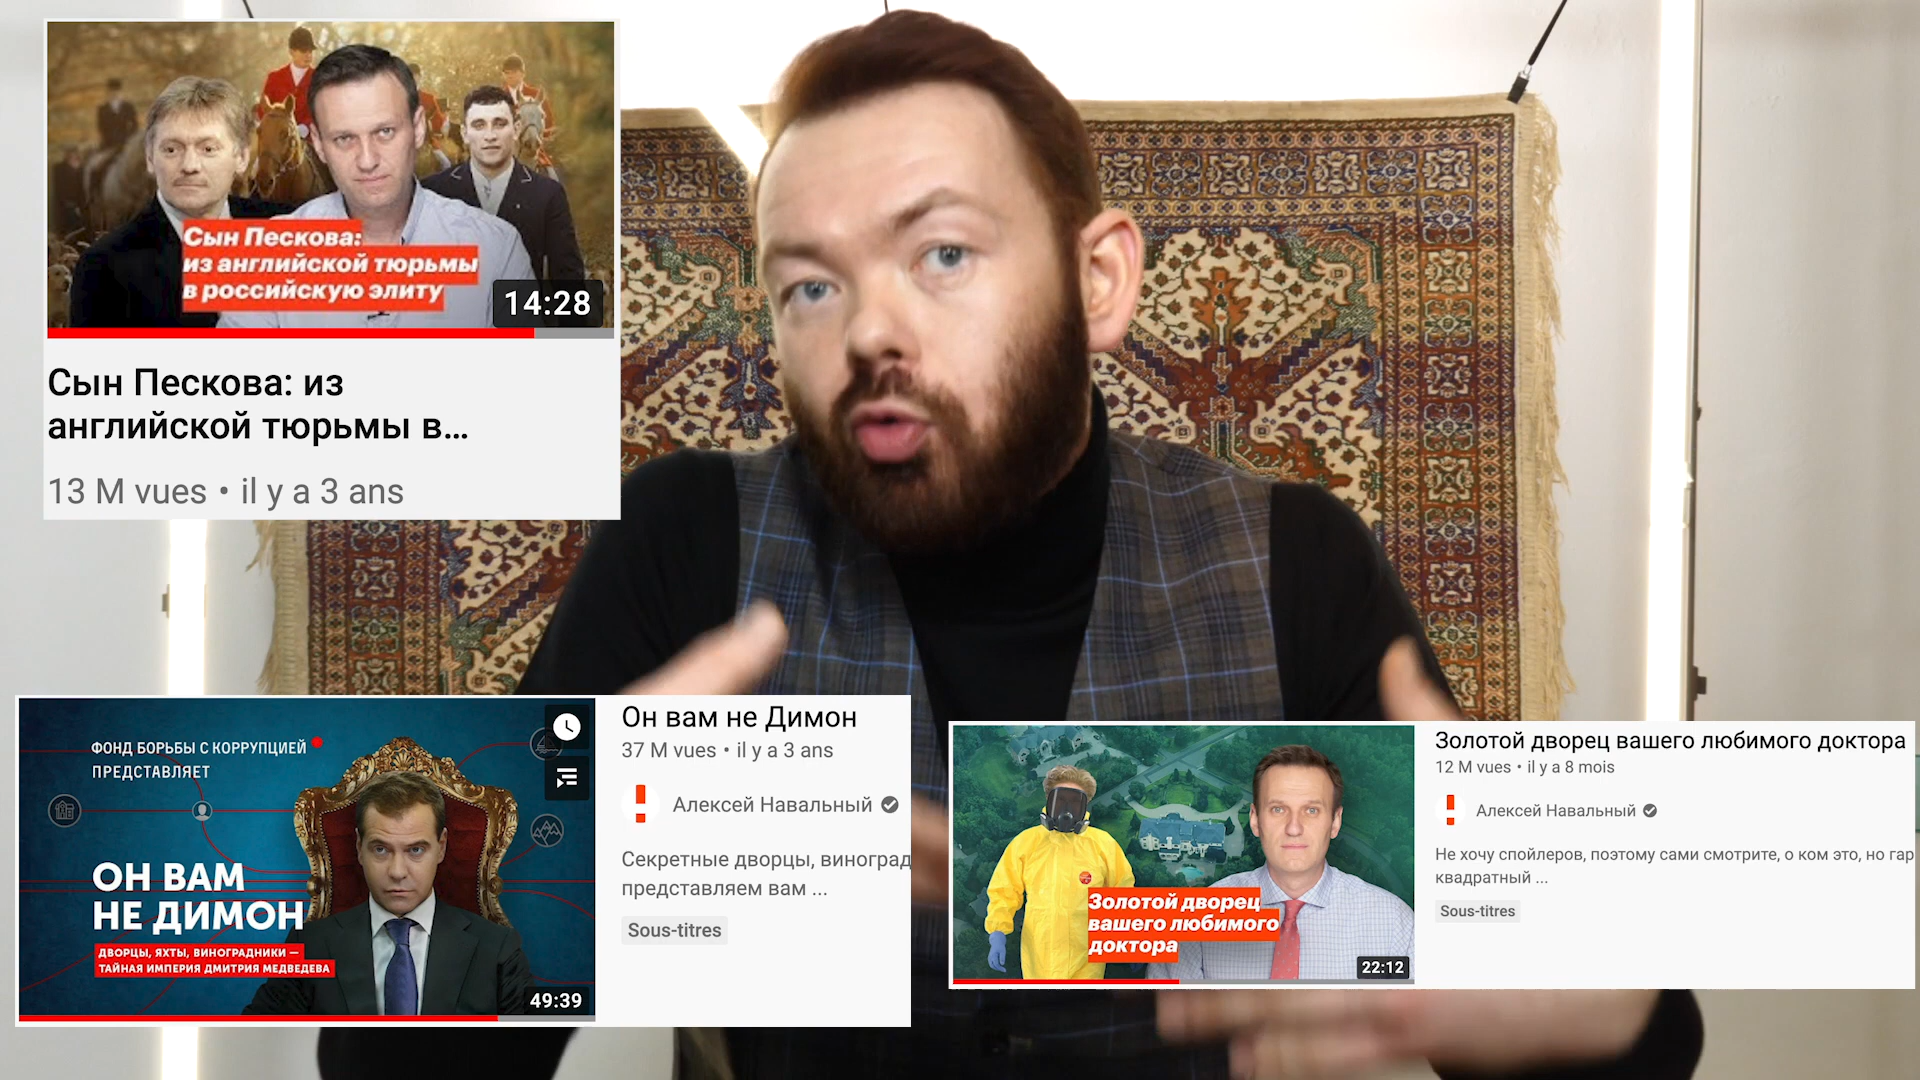 Сын Пескова:
из английской тюрьмы
в российскую элиту
14:28
Сын Пескова: из
английской тюрьмы в...
13 M vues • il y a 3 ans
ФОНД БОРЬБЫ С КОРРУПЦИЕЙ
ПРЕДСТАВЛЯЕТ
ОН ВАМ
НЕ ДИМОН
ДВОРЦЫ, ЯХТЫ, ВИНОГРАДНИКИ —
ТАЙНАЯ ИМПЕРИЯ ДМИТРИЯ МЕДВЕДЕВА
49:39
Он вам не Димон
37 M vues • il y a 3 ans
Алексей Навальный
Секретные дворцы, виноград
представляем вам ...
Sous-titres
Золотой дворец
вашего любимого
доктора
22:12
Золотой дворец вашего любимого доктора
12 M vues • il y a 8 mois
Алексей Навальный
Не хочу спойлеров, поэтому сами смотрите, о ком это, но гар
квадратный ...
Sous-titres